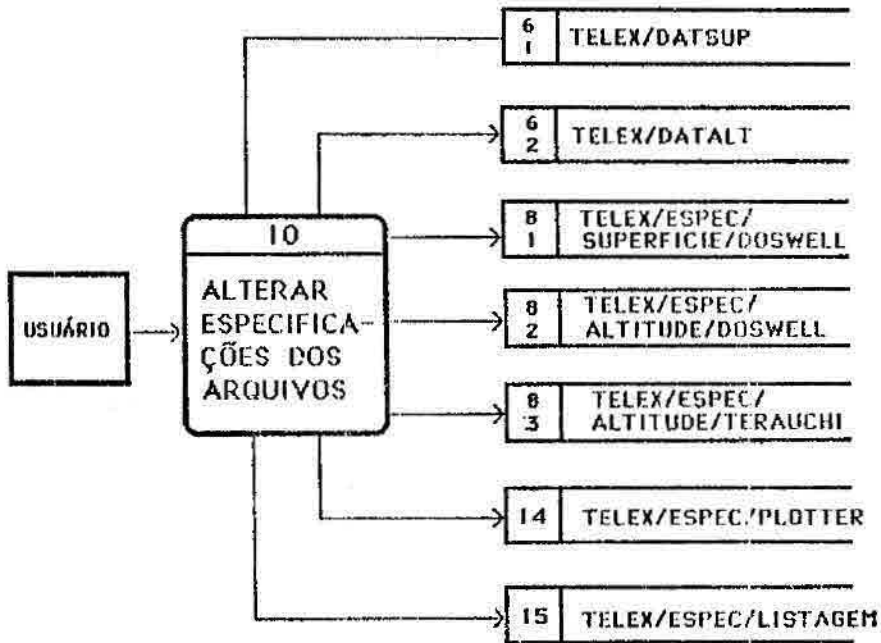 6
1
TELEX/DATSUP
6
2
TELEX/DATALT
8
1
TELEX/ESPEC/
SUPERFICIE/DOSWELL
8
2
TELEX/ESPEC/
ALTITUDE/DOSWELL
8
3
TELEX/ESPEC/
ALTITUDE/TERAUCHI
14
TELEX/ESPEC/PLOTTER
15
TELEX/ESPEC/LISTAGEM
10
ALTERAR
ESPECIFICA-
ÇÕES DOS
ARQUIVOS
USUÁRIO